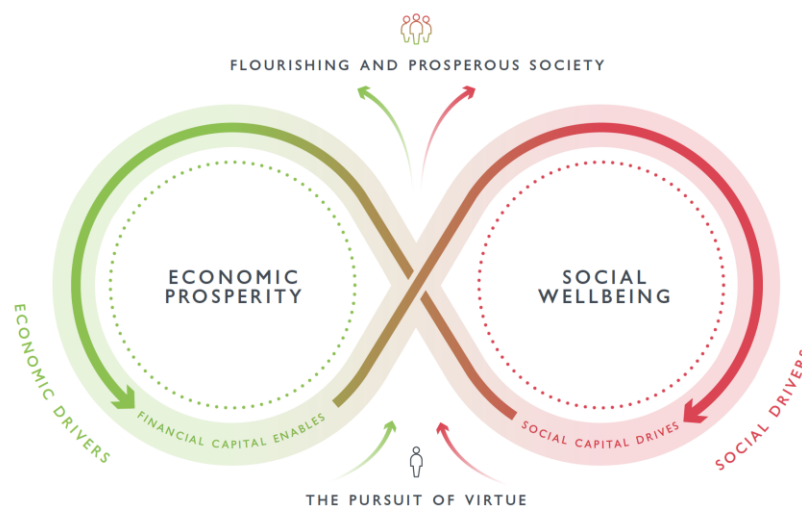 FLOURISHING AND PROSPEROUS SOCIETY
ECONOMIC
PROSPERITY
SOCIAL
WELLBEING
ECONOMIC DRIVERS
FINANCIAL CAPITAL ENABLES
SOCIAL CAPITAL DRIVES
SOCIAL DRIVERS
THE PURSUIT OF VIRTUE